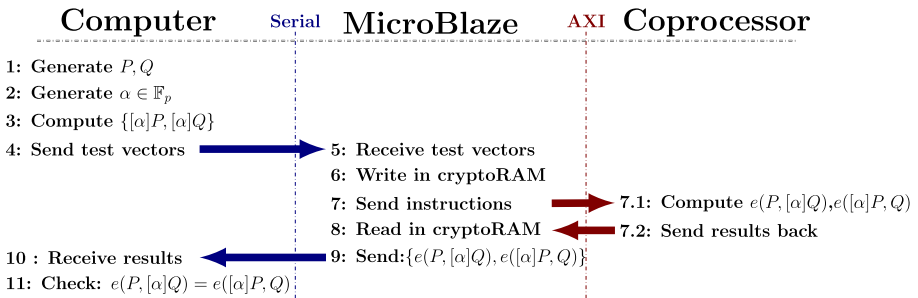 Computer Serial MicroBlaze AXI Coprocessor
1: Generate P, Q
2: Generate α ∈ 𝔽ₚ
3: Compute {[α]P, [α]Q}
4: Send test vectors
5: Receive test vectors
6: Write in cryptoRAM
7: Send instructions
7.1: Compute e(P, [α]Q),e([α]P, Q)
8: Read in cryptoRAM
7.2: Send results back
9: Send:{e(P, [α]Q), e([α]P, Q)}
10 : Receive results
11: Check: e(P, [α]Q) = e([α]P, Q)